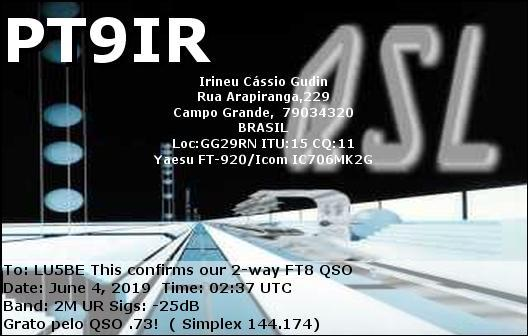 PT9IR
QSL
Irineu Cássio Gudin
Rua Arapiranga,229
Campo Grande, 79034320
BRASIL
Loc:GG29RN ITU:15 CQ:11
Yaesu FT-920/Icom IC706MK2G
To: LU5BE This confirms our 2-way FT8 QSO
Date: June 4, 2019 Time: 02:37 UTC
Band: 2M UR Sigs: -25dB
Grato pelo QSO .73! ( Simplex 144.174)